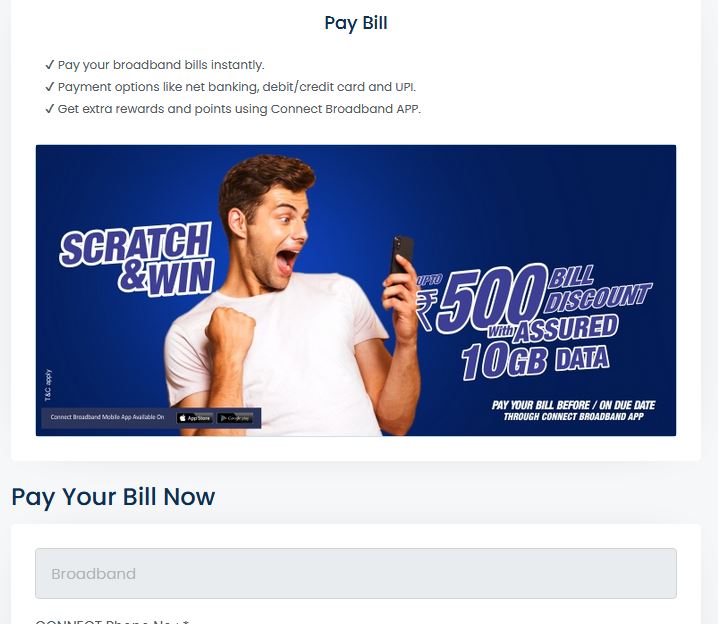 Pay Bill
✓ Pay your broadband bills instantly.
✓ Payment options like net banking, debit/credit card and UPI.
✓ Get extra rewards and points using Connect Broadband APP.
SCRATCH
&WIN
UPTO
₹500 BILL
DISCOUNT
With ASSURED
10GB DATA
T&C apply
Connect Broadband Mobile App Available On
App Store
Google play
PAY YOUR BILL BEFORE / ON DUE DATE
THROUGH CONNECT BROADBAND APP
Pay Your Bill Now
Broadband
CONNECT Phone No.: *